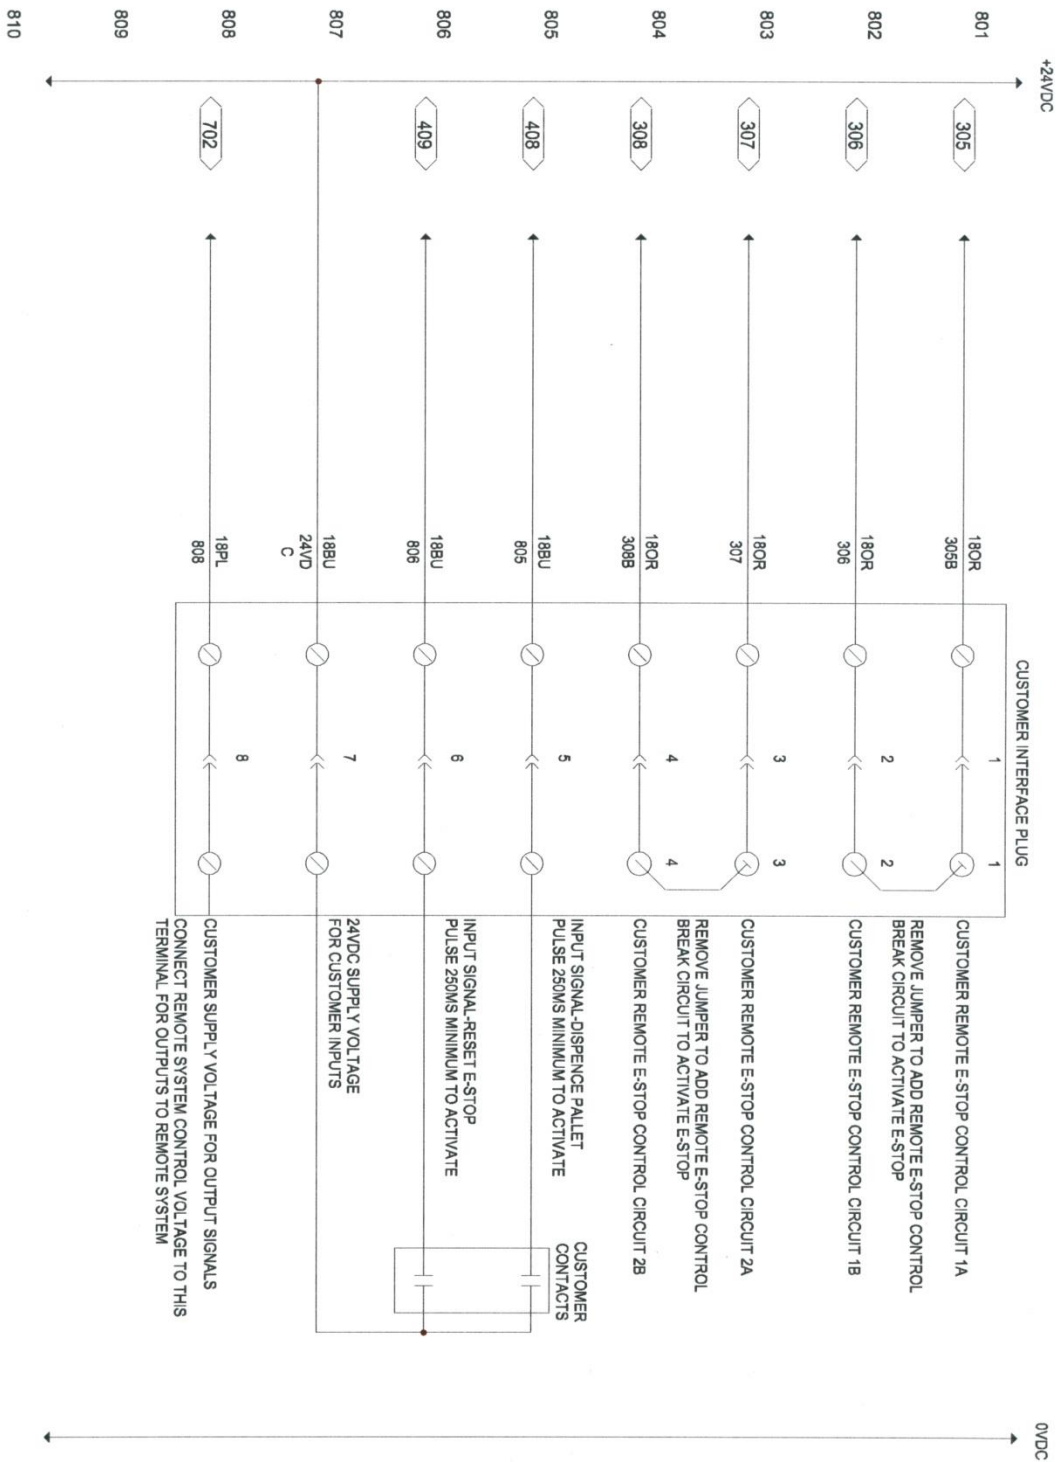 +24VDC
0VDC
CUSTOMER INTERFACE PLUG
801
305
18OR
305B
1
1
CUSTOMER REMOTE E-STOP CONTROL CIRCUIT 1A
REMOVE JUMPER TO ADD REMOTE E-STOP CONTROL
BREAK CIRCUIT TO ACTIVATE E-STOP
802
306
18OR
306
2
2
CUSTOMER REMOTE E-STOP CONTROL CIRCUIT 1B
803
307
18OR
307
3
3
CUSTOMER REMOTE E-STOP CONTROL CIRCUIT 2A
REMOVE JUMPER TO ADD REMOTE E-STOP CONTROL
BREAK CIRCUIT TO ACTIVATE E-STOP
804
308
18OR
308B
4
4
CUSTOMER REMOTE E-STOP CONTROL CIRCUIT 2B
CUSTOMER
CONTACTS
805
408
18BU
805
5
INPUT SIGNAL-DISPENCE PALLET
PULSE 250MS MINIMUM TO ACTIVATE
806
409
18BU
806
6
INPUT SIGNAL-RESET E-STOP
PULSE 250MS MINIMUM TO ACTIVATE
807
18BU
24VD
C
7
24VDC SUPPLY VOLTAGE
FOR CUSTOMER INPUTS
808
702
18PL
808
8
CUSTOMER SUPPLY VOLTAGE FOR OUTPUT SIGNALS
CONNECT REMOTE SYSTEM CONTROL VOLTAGE TO THIS
TERMINAL FOR OUTPUTS TO REMOTE SYSTEM
809
810